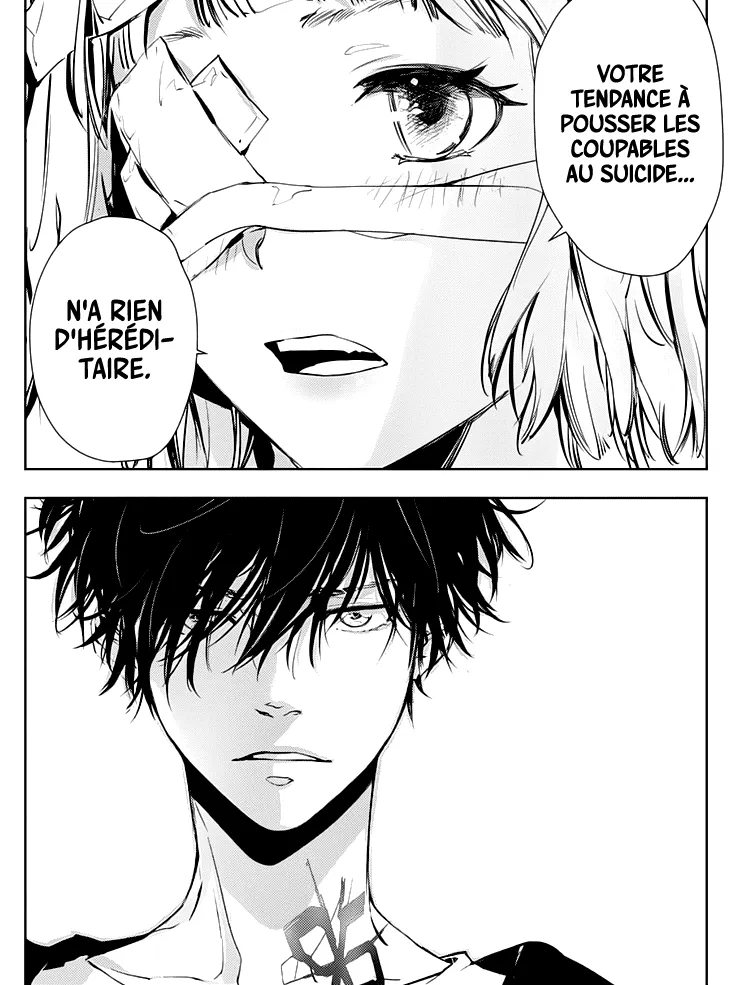 VOTRE
TENDANCE À
POUSSER LES
COUPABLES
AU SUICIDE...
N'A RIEN
D'HÉRÉDI-
TAIRE.